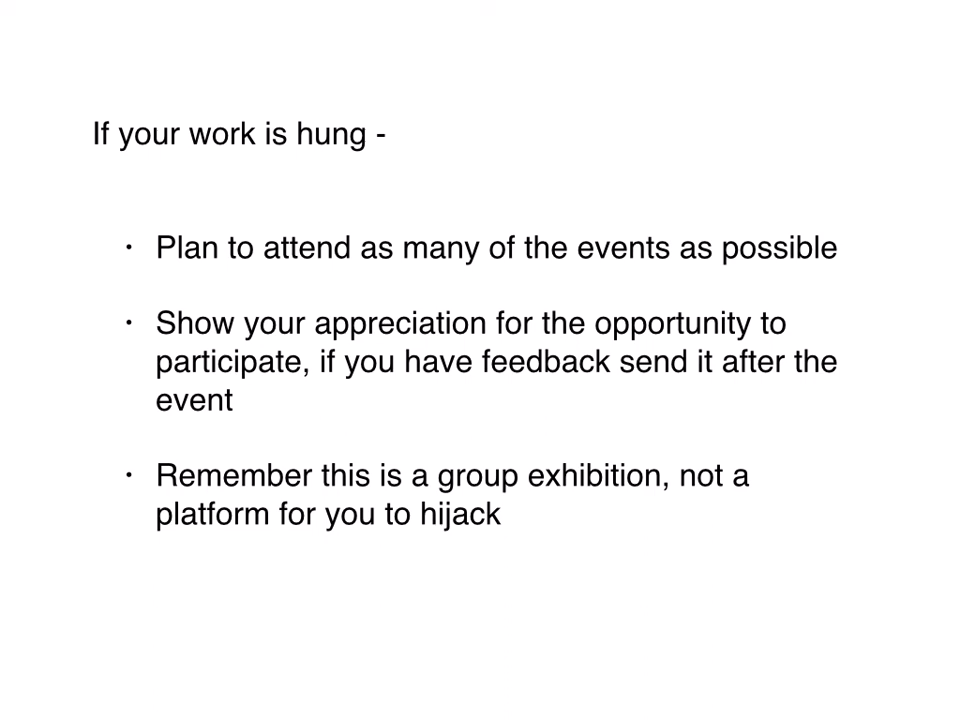 If your work is hung -
• Plan to attend as many of the events as possible
• Show your appreciation for the opportunity to
participate, if you have feedback send it after the
event
• Remember this is a group exhibition, not a
platform for you to hijack